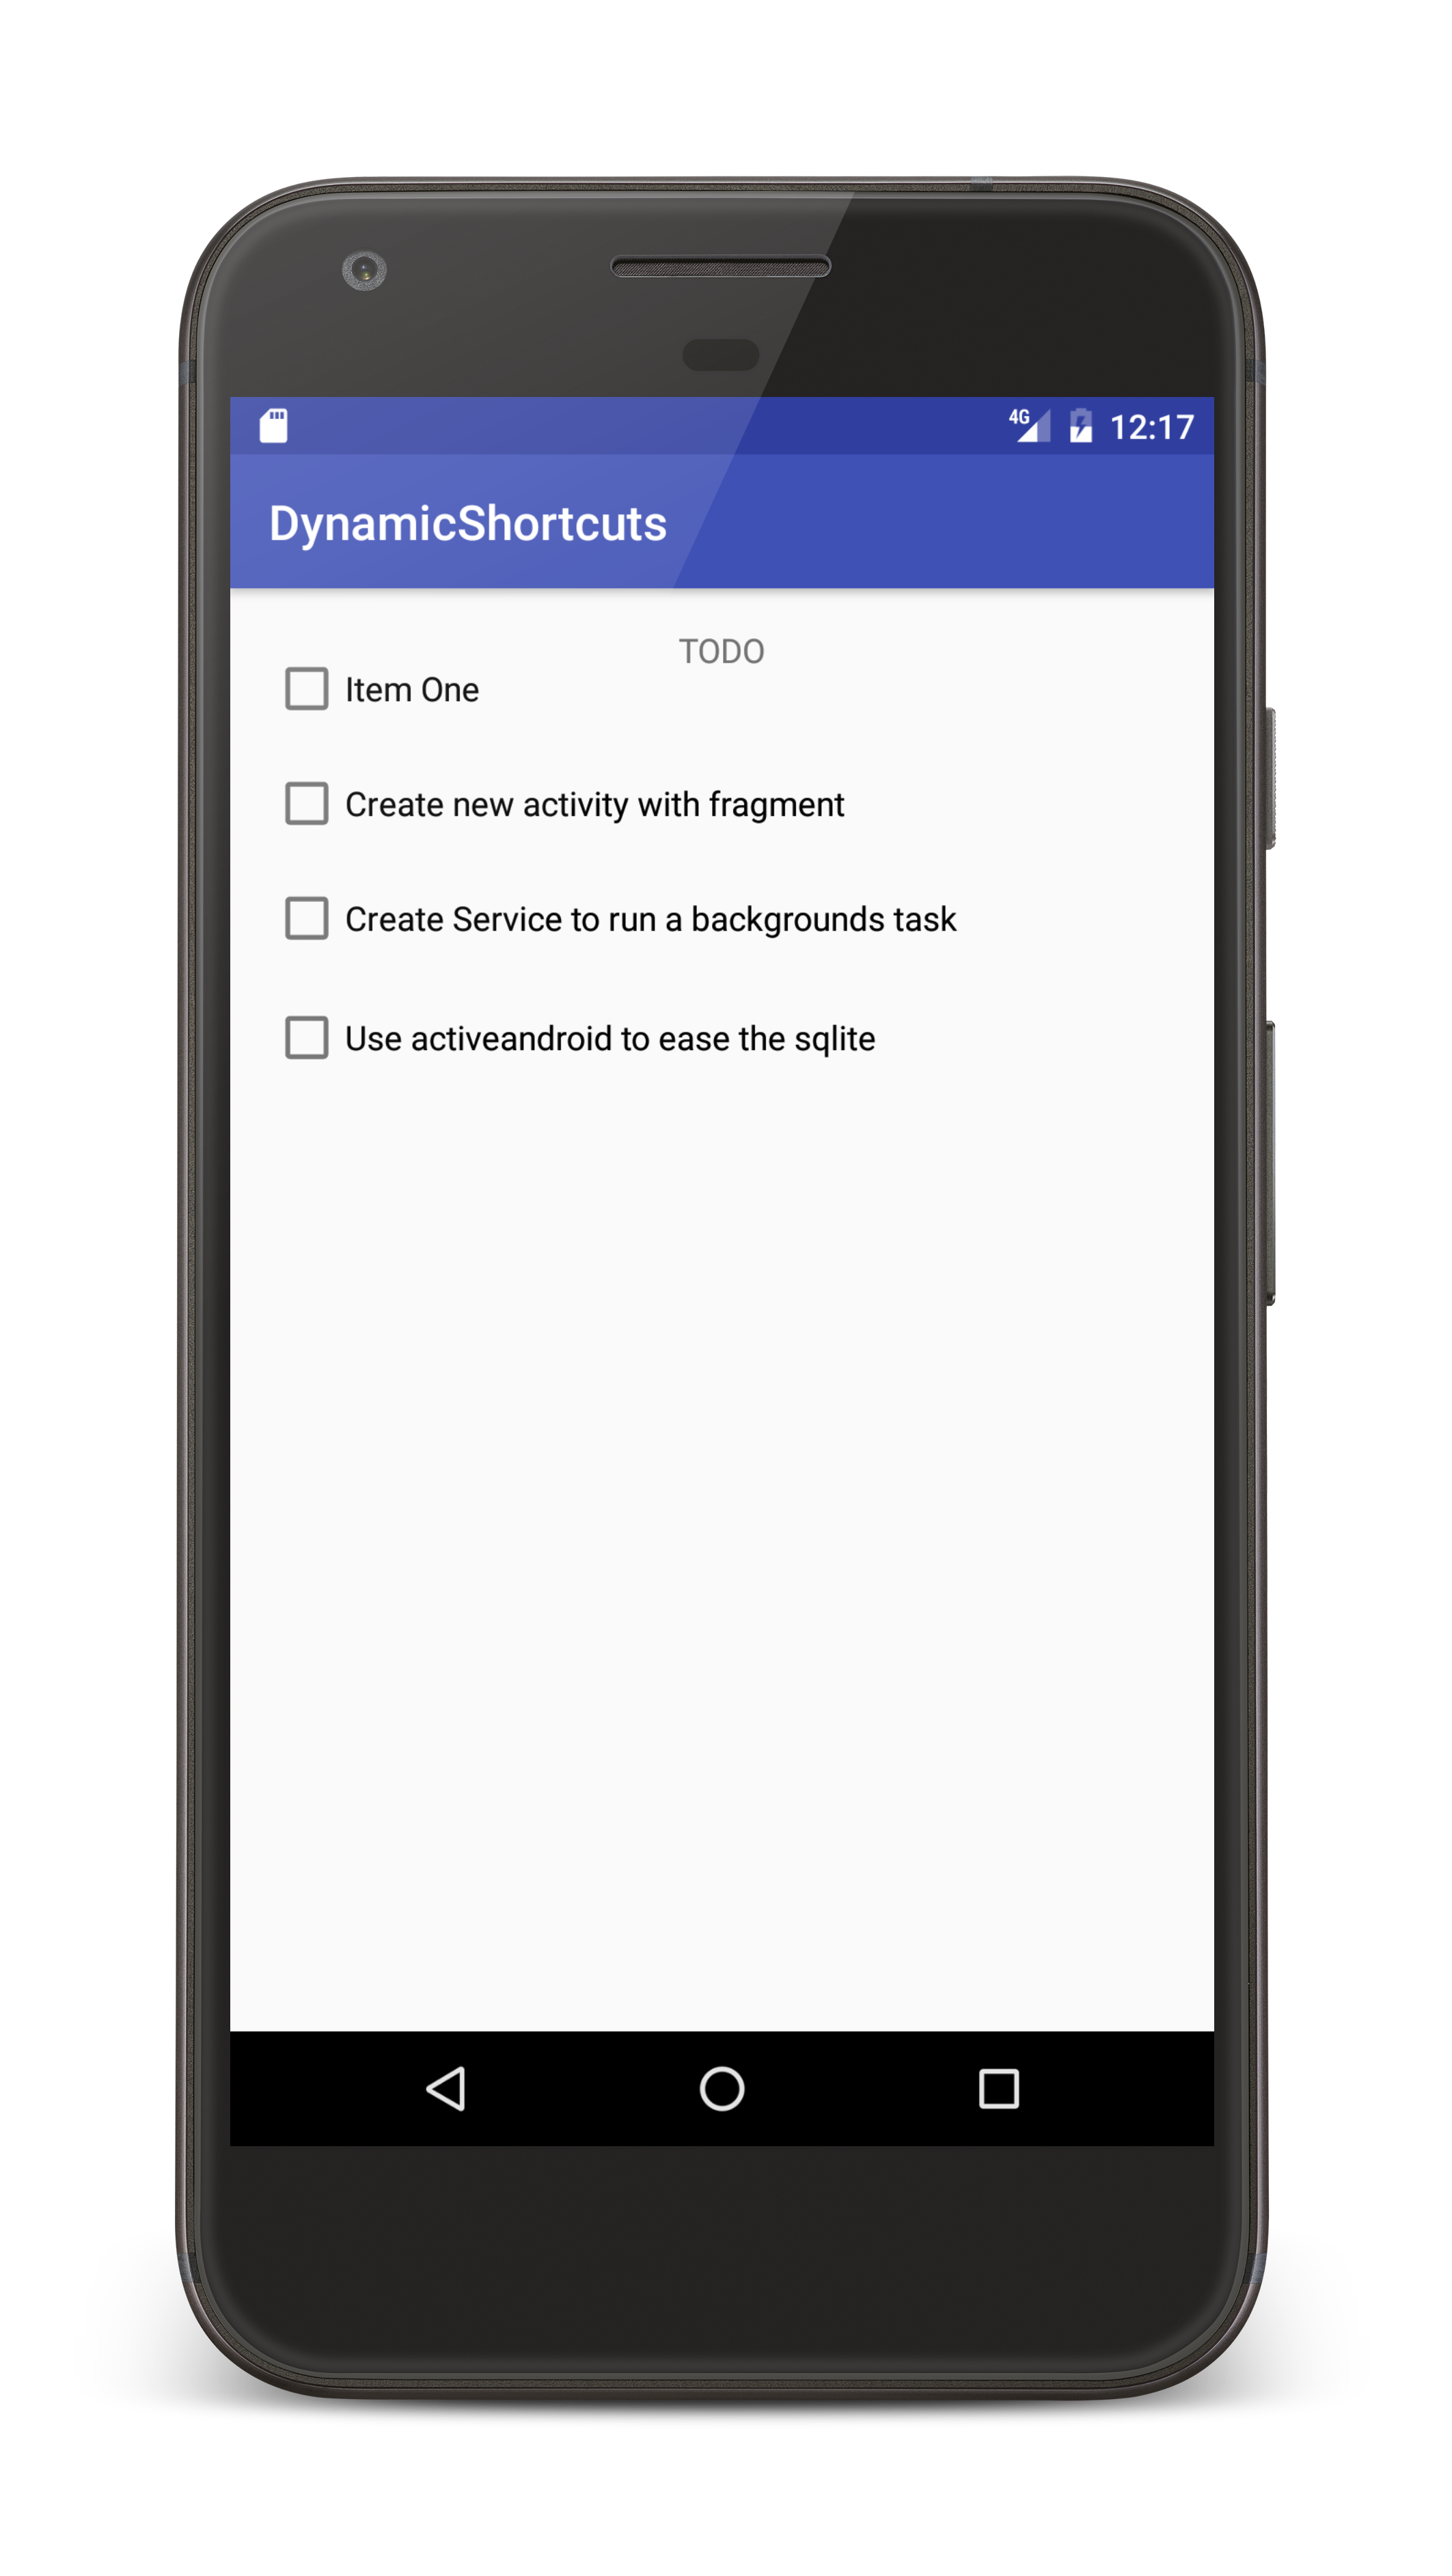 4G 12:17
DynamicShortcuts
TODO
Item One
Create new activity with fragment
Create Service to run a backgrounds task
Use activeandroid to ease the sqlite